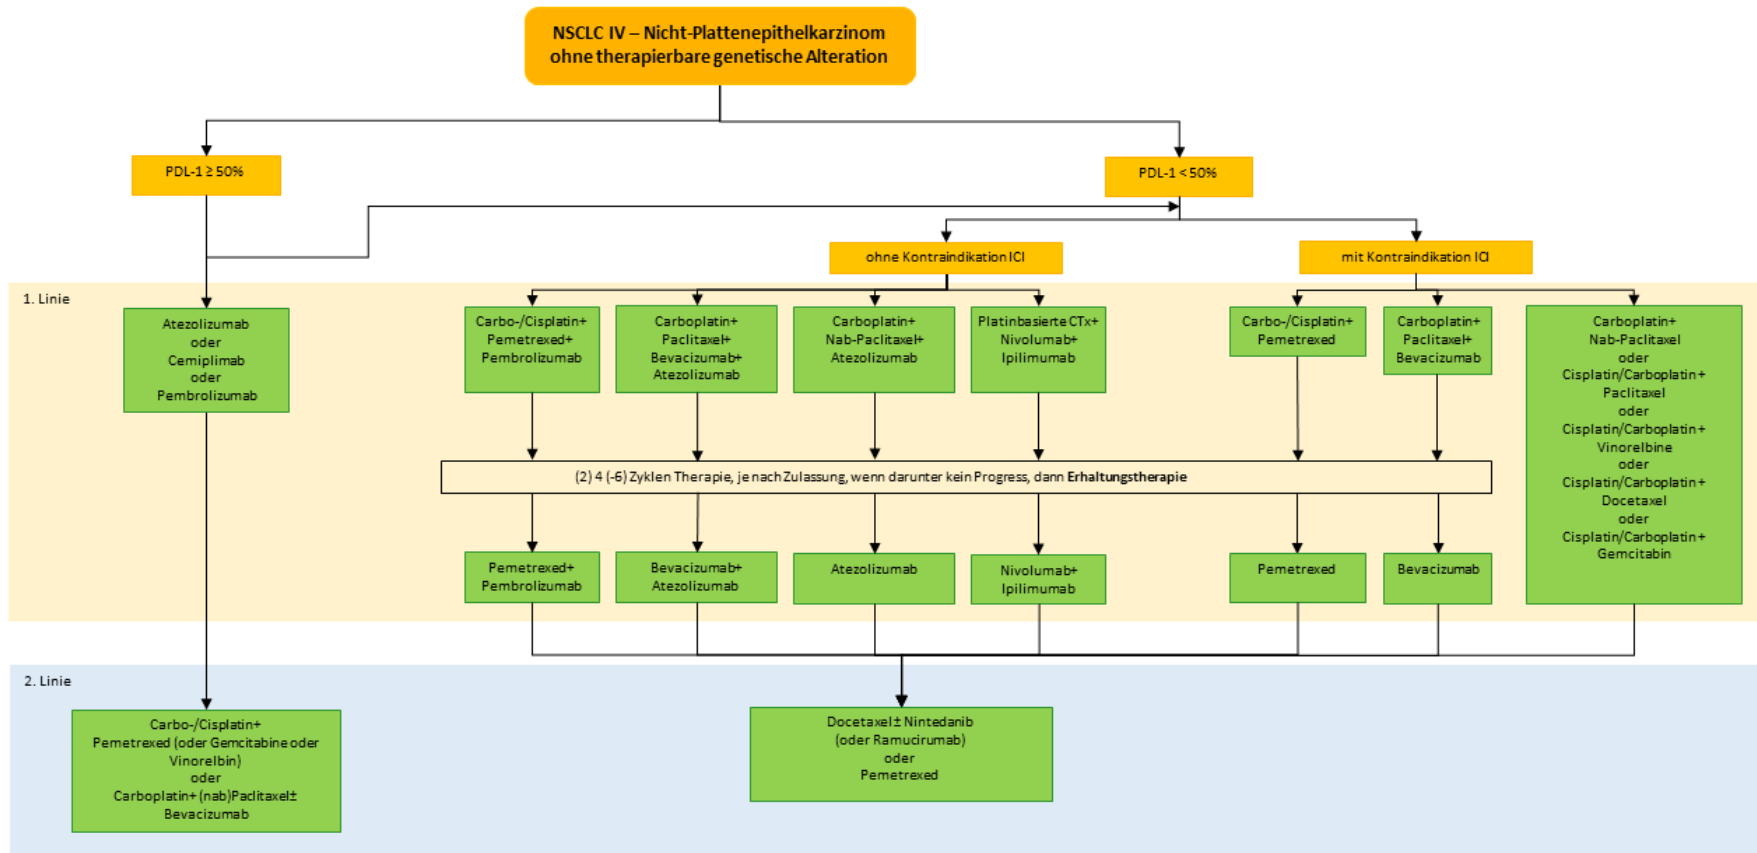 NSCLC IV – Nicht-Plattenepithelkarzinom
ohne therapierbare genetische Alteration
PDL-1 ≥ 50%
PDL-1 < 50%
ohne Kontraindikation ICI
mit Kontraindikation ICI
1. Linie
Atezolizumab
oder
Cemiplimab
oder
Pembrolizumab
Carbo-/Cisplatin+
Pemetrexed+
Pembrolizumab
Carboplatin+
Paclitaxel+
Bevacizumab+
Atezolizumab
Carboplatin+
Nab-Paclitaxel+
Atezolizumab
Platinbasierte CTx+
Nivolumab+
Ipilimumab
Carbo-/Cisplatin+
Pemetrexed
Carboplatin+
Paclitaxel+
Bevacizumab
Carboplatin+
Nab-Paclitaxel
oder
Cisplatin/Carboplatin+
Paclitaxel
oder
Cisplatin/Carboplatin+
Vinorelbine
oder
Cisplatin/Carboplatin+
Docetaxel
oder
Cisplatin/Carboplatin+
Gemcitabin
(2) 4 (-6) Zyklen Therapie, je nach Zulassung, wenn darunter kein Progress, dann Erhaltungstherapie
Pemetrexed+
Pembrolizumab
Bevacizumab+
Atezolizumab
Atezolizumab
Nivolumab+
Ipilimumab
Pemetrexed
Bevacizumab
2. Linie
Carbo-/Cisplatin+
Pemetrexed (oder Gemcitabine oder
Vinorelbin)
oder
Carboplatin+ (nab)Paclitaxel±
Bevacizumab
Docetaxel± Nintedanib
(oder Ramucirumab)
oder
Pemetrexed